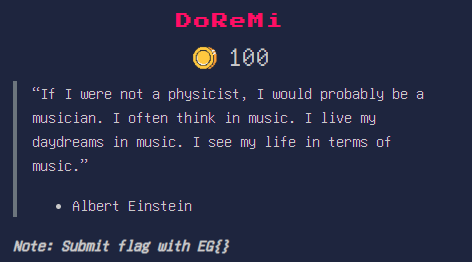 DoReMi
100
“If I were not a physicist, I would probably be a
musician. I often think in music. I live my
daydreams in music. I see my life in terms of
music.”
• Albert Einstein
Note: Submit flag with EG{}